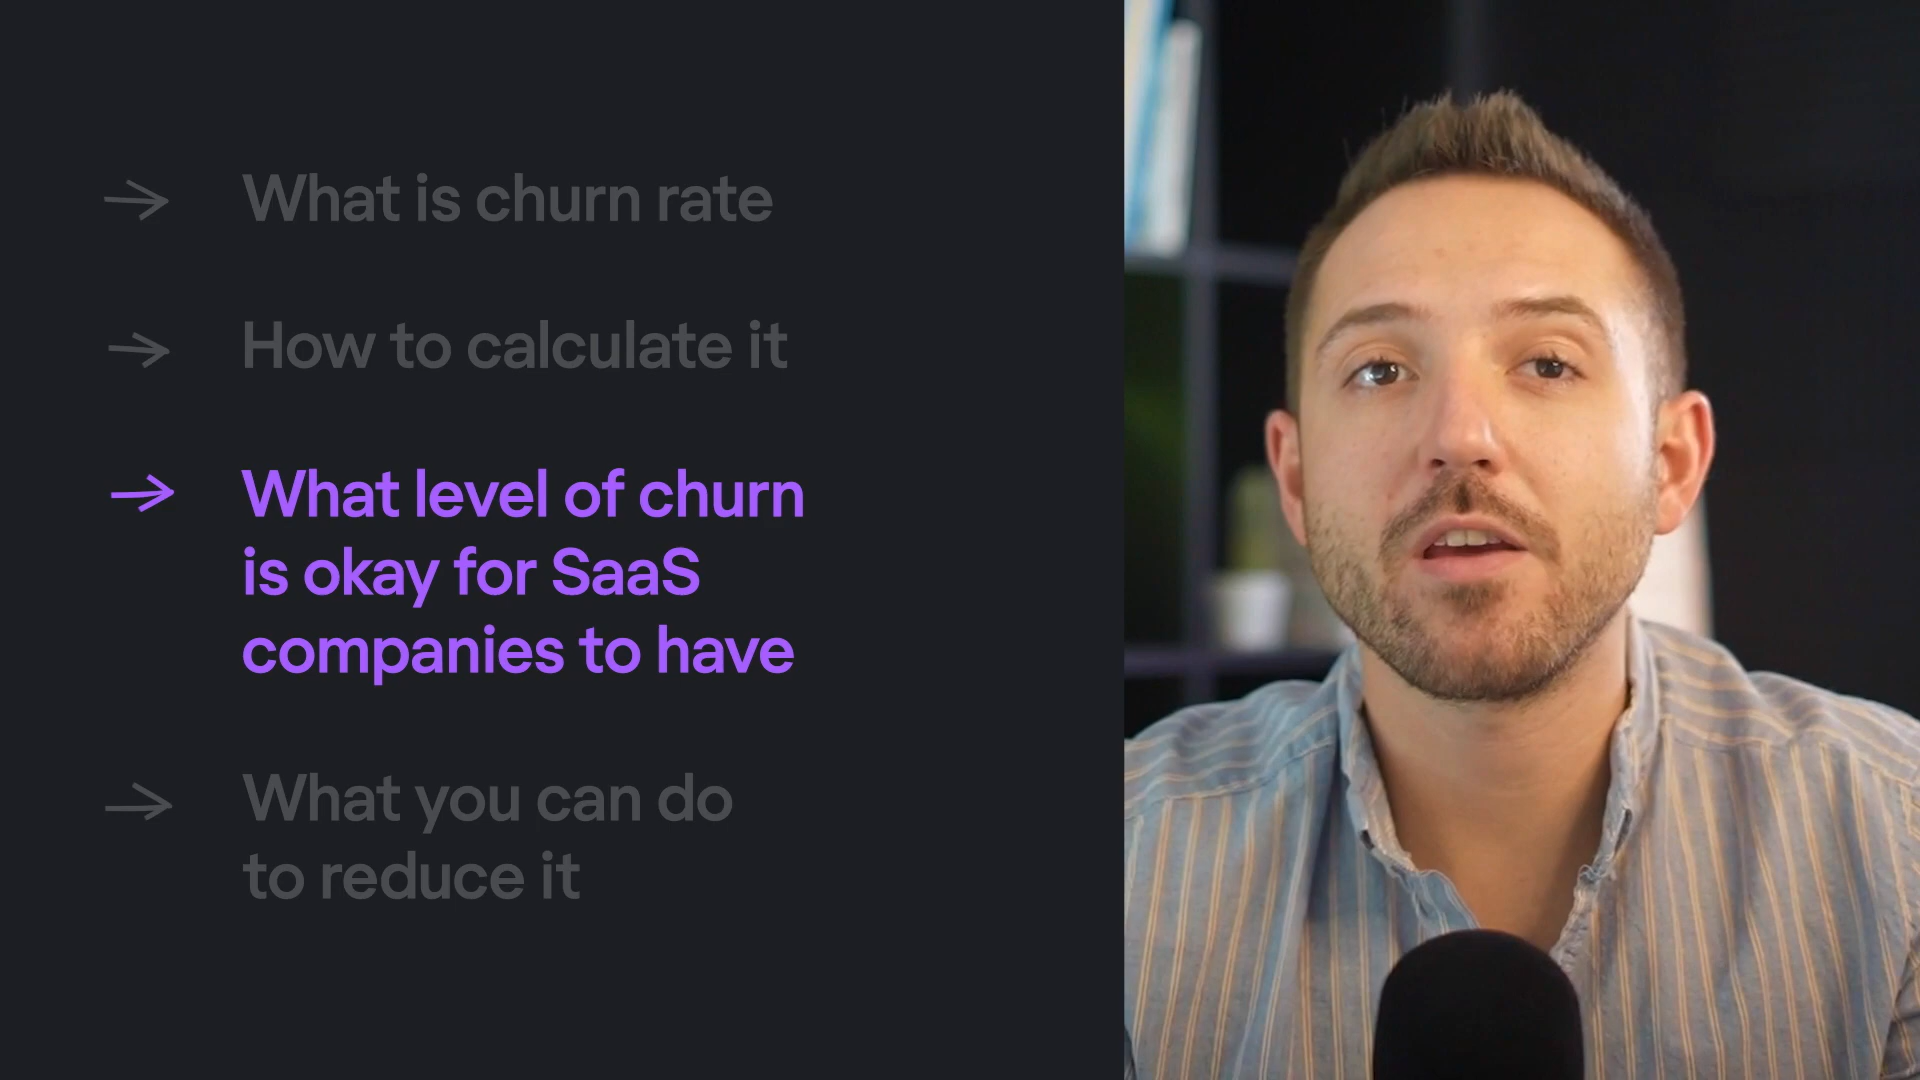 What is churn rate
How to calculate it
What level of churn
is okay for SaaS
companies to have
What you can do
to reduce it